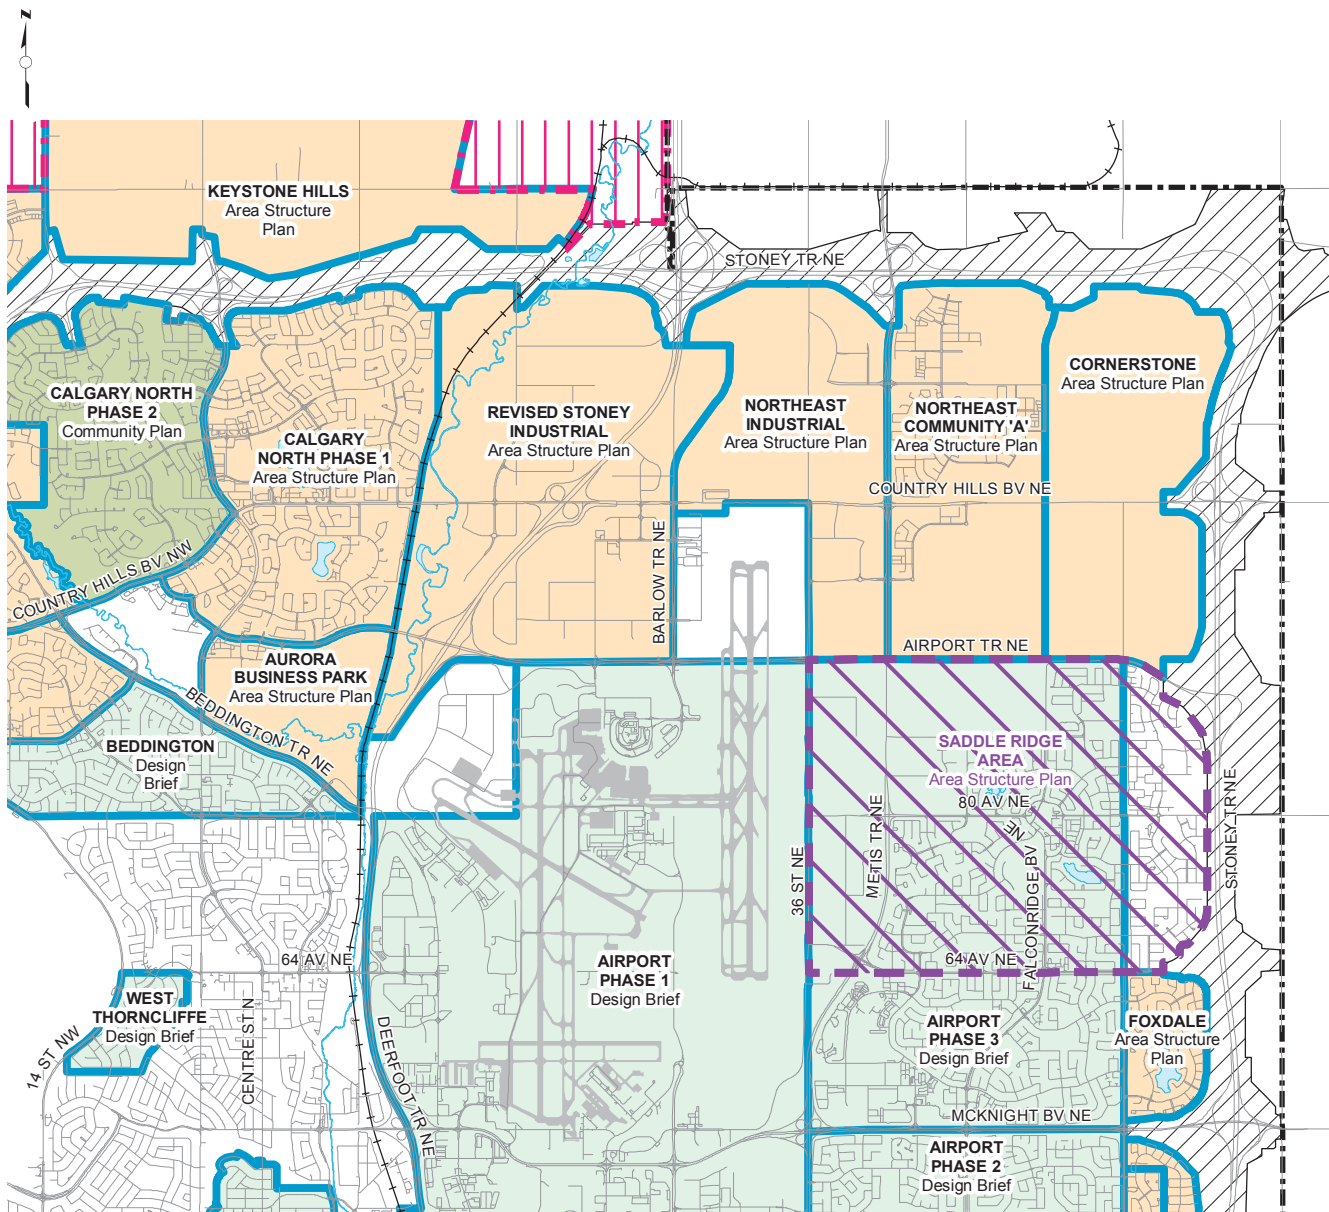 N
KEYSTONE HILLS
Area Structure
Plan
STONEY TR NE
CALGARY NORTH
PHASE 2
Community Plan
CALGARY
NORTH PHASE 1
Area Structure Plan
REVISED STONEY
INDUSTRIAL
Area Structure Plan
NORTHEAST
INDUSTRIAL
Area Structure Plan
NORTHEAST
COMMUNITY 'A'
Area Structure Plan
CORNERSTONE
Area Structure Plan
COUNTRY HILLS BV NE
COUNTRY HILLS BV NW
BARLOW TR NE
AIRPORT TR NE
AURORA
BUSINESS PARK
Area Structure Plan
BEDDINGTON TR NE
BEDDINGTON
Design
Brief
SADDLE RIDGE
AREA
Area Structure Plan
80 AV NE
METIS TR NE
FALCONRIDGE BV
NE
36 ST NE
STONEY TR NE
64 AV NE
64 AV NE
AIRPORT
PHASE 1
Design Brief
WEST
THORNCLIFFE
Design Brief
14 ST NW
CENTRE ST N
DEERFOOT TR NE
AIRPORT
PHASE 3
Design Brief
FOXDALE
Area Structure
Plan
MCKNIGHT BV NE
AIRPORT
PHASE 2
Design Brief